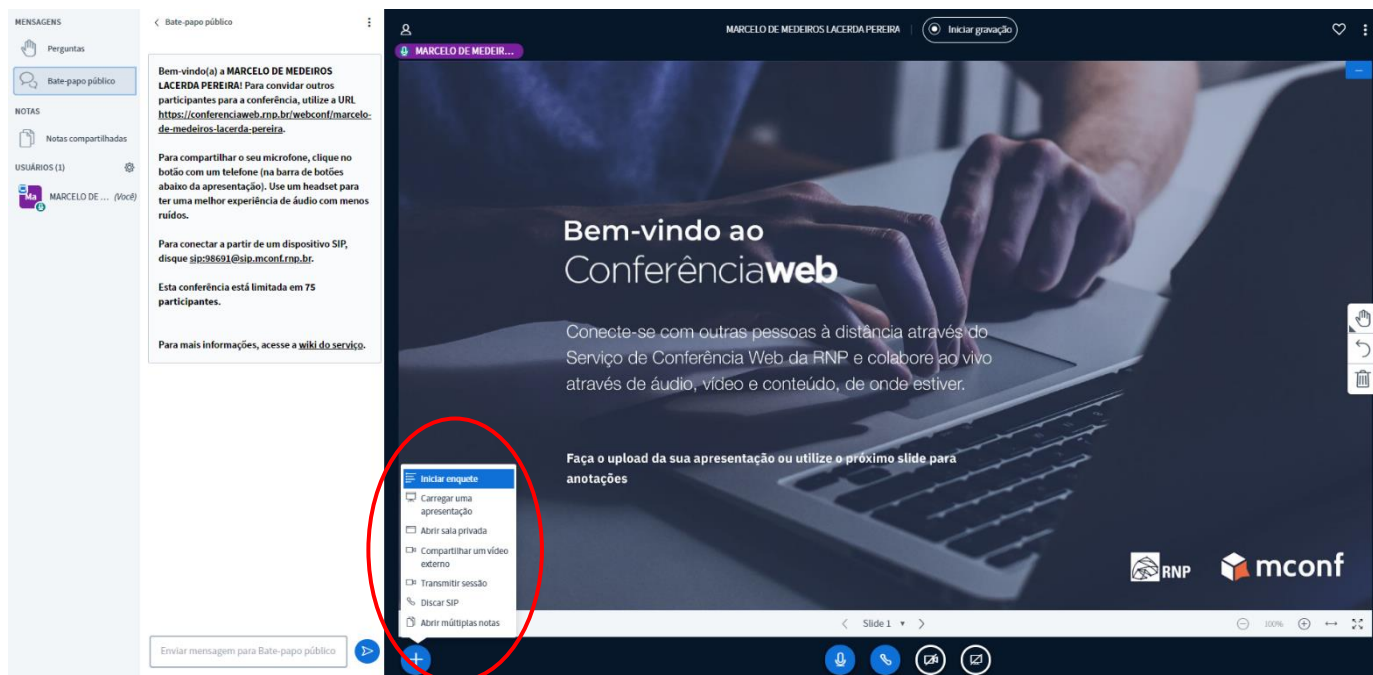 MENSAGENS
Perguntas
Bate-papo público
NOTAS
Notas compartilhadas
USUÁRIOS (1)
Ma
MARCELO DE ... (Você)
Bate-papo público
Bem-vindo(a) a MARCELO DE MEDEIROS
LACERDA PEREIRA! Para convidar outros
participantes para a conferência, utilize a URL
https://conferenciaweb.rnp.br/webconf/marcelo-
de-medeiros-lacerda-pereira.
Para compartilhar o seu microfone, clique no
botão com um telefone (na barra de botões
abaixo da apresentação). Use um headset para
ter uma melhor experiência de áudio com menos
ruídos.
Para conectar a partir de um dispositivo SIP,
disque sip:98691@sip.mconf.rnp.br.
Esta conferência está limitada em 75
participantes.
Para mais informações, acesse a wiki do serviço.
Enviar mensagem para Bate-papo público
MARCELO DE MEDEIROS LACERDA PEREIRA
Iniciar gravação
MARCELO DE MEDEIR...
Bem-vindo ao
Conferênciaweb
Conecte-se com outras pessoas à distância através do
Serviço de Conferência Web da RNP e colabore ao vivo
através de áudio, vídeo e conteúdo, de onde estiver.
Faça o upload da sua apresentação ou utilize o próximo slide para
anotações
RNP
mconf
Iniciar enquete
Carregar uma
apresentação
Abrir sala privada
Compartilhar um vídeo
externo
Transmitir sessão
Discar SIP
Abrir múltiplas notas
Slide 1
100%